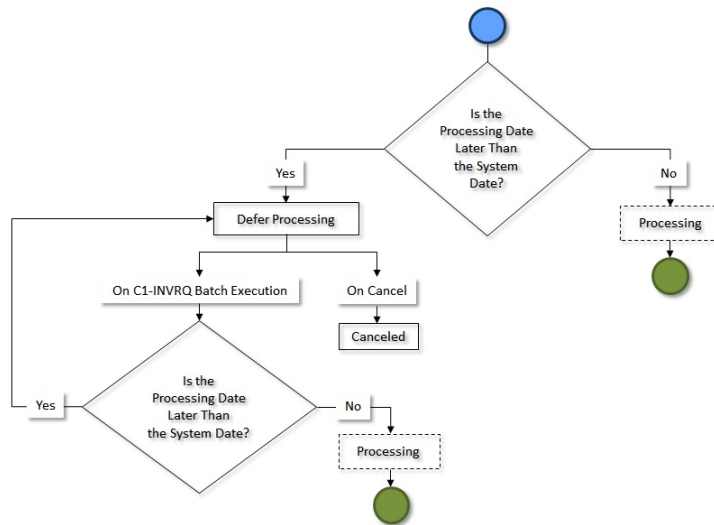 Is the
Processing Date
Later Than
the System
Date?
Yes
No
Defer Processing
Processing
On C1-INVRQ Batch Execution
On Cancel
Canceled
Is the
Processing Date
Later Than
the System Date?
Yes
No
Processing